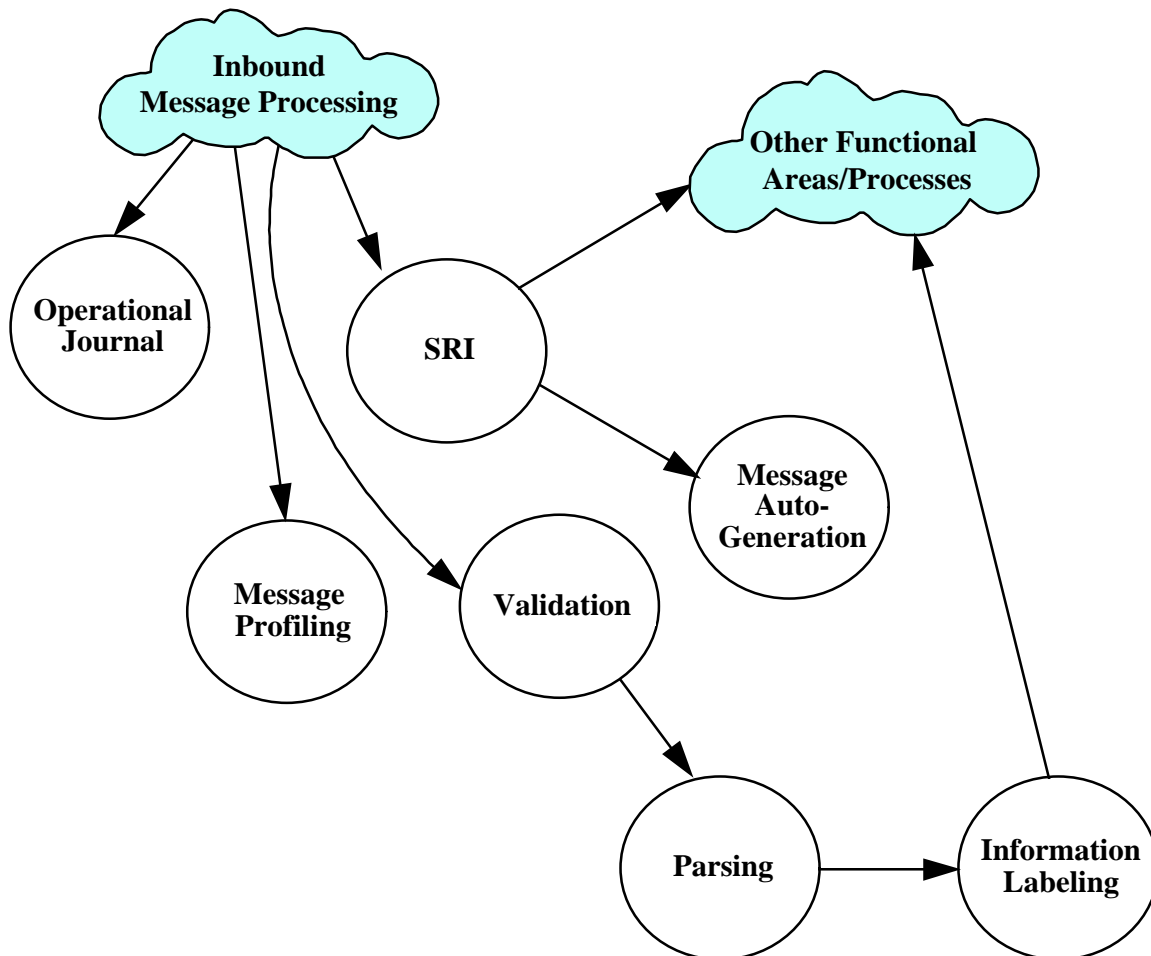 Inbound
Message Processing
Other Functional
Areas/Processes
Operational
Journal
SRI
Message
Auto-
Generation
Message
Profiling
Validation
Parsing
Information
Labeling